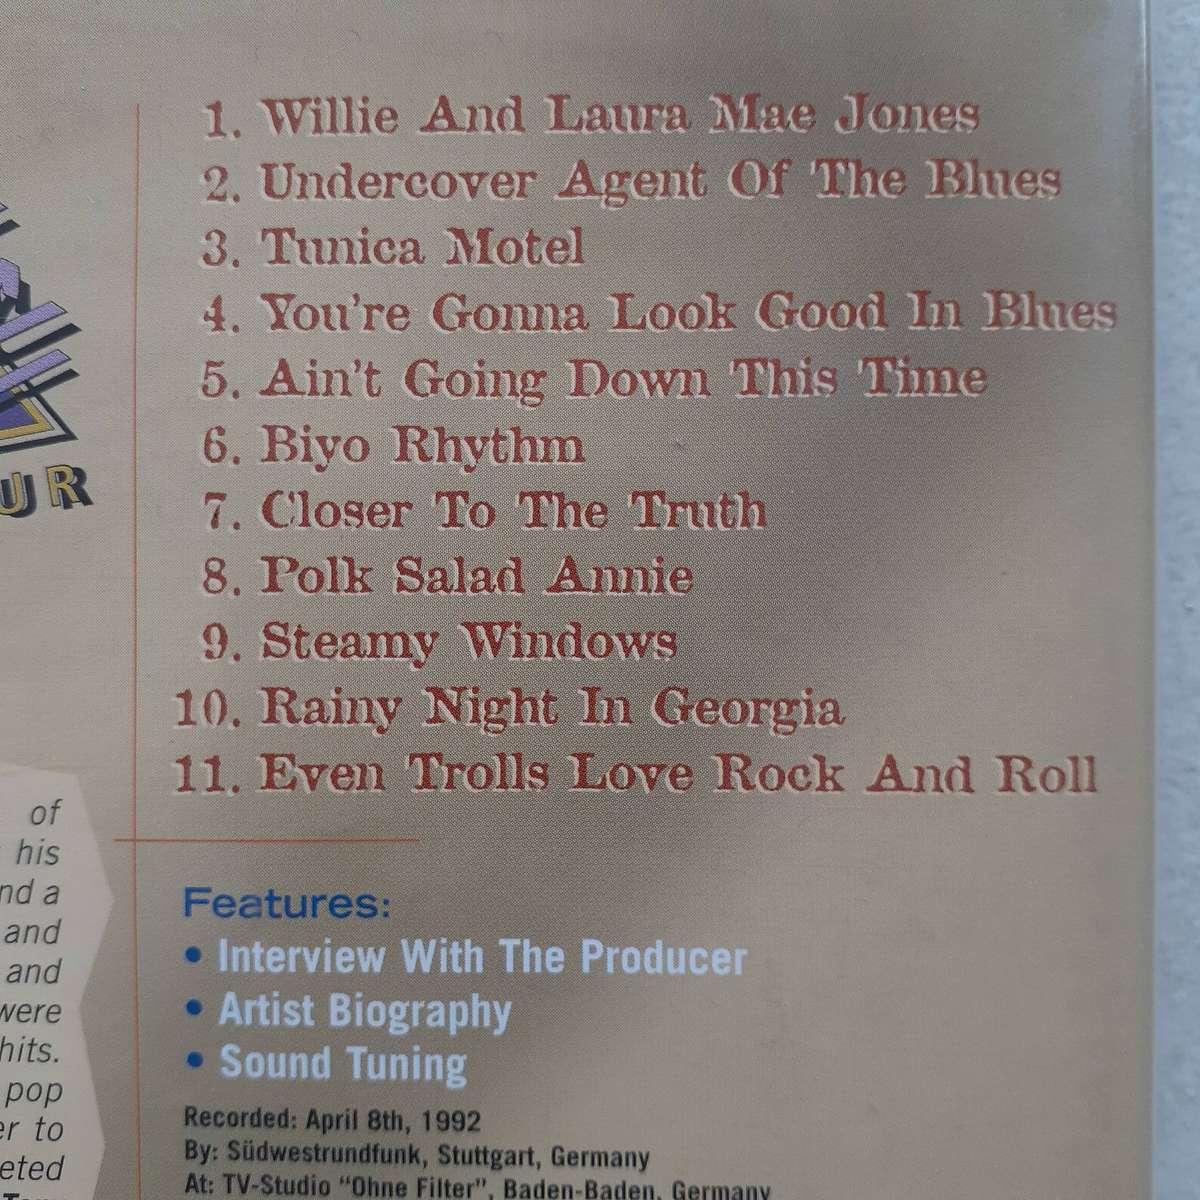 1. Willie And Laura Mae Jones
2. Undercover Agent Of The Blues
3. Tunica Motel
4. You're Gonna Look Good In Blues
5. Ain't Going Down This Time
6. Biyo Rhythm
7. Closer To The Truth
8. Polk Salad Annie
9. Steamy Windows
10. Rainy Night In Georgia
11. Even Trolls Love Rock And Roll
UR
of
his
nd a
and
and
were
hits.
pop
er to
eted
Features:
• Interview With The Producer
• Artist Biography
• Sound Tuning
Recorded: April 8th, 1992
By: Südwestrundfunk, Stuttgart, Germany
At: TV-Studio "Ohne Filter", Baden-Baden, Germany